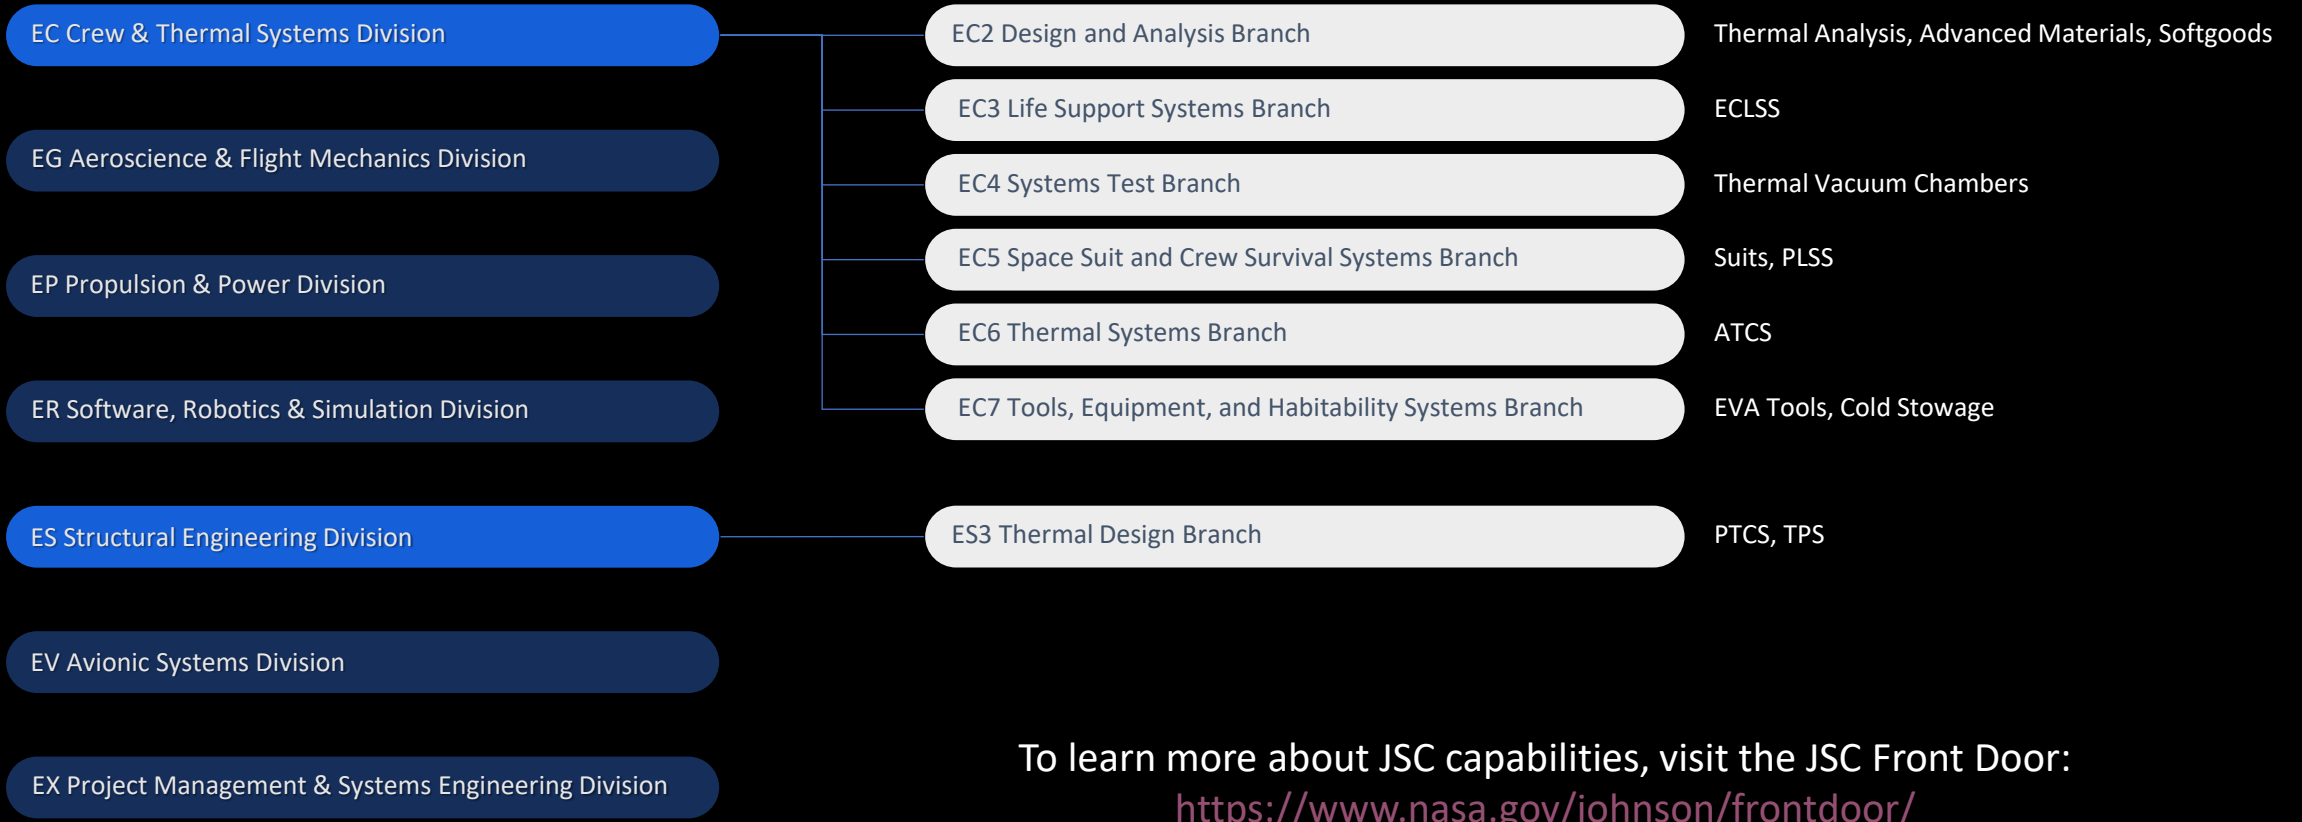 EC Crew & Thermal Systems Division
EC2 Design and Analysis Branch
Thermal Analysis, Advanced Materials, Softgoods
EC3 Life Support Systems Branch
ECLSS
EG Aeroscience & Flight Mechanics Division
EC4 Systems Test Branch
Thermal Vacuum Chambers
EC5 Space Suit and Crew Survival Systems Branch
Suits, PLSS
EP Propulsion & Power Division
EC6 Thermal Systems Branch
ATCS
ER Software, Robotics & Simulation Division
EC7 Tools, Equipment, and Habitability Systems Branch
EVA Tools, Cold Stowage
ES Structural Engineering Division
ES3 Thermal Design Branch
PTCS, TPS
EV Avionic Systems Division
EX Project Management & Systems Engineering Division
To learn more about JSC capabilities, visit the JSC Front Door:
https://www.nasa.gov/johnson/frontdoor/